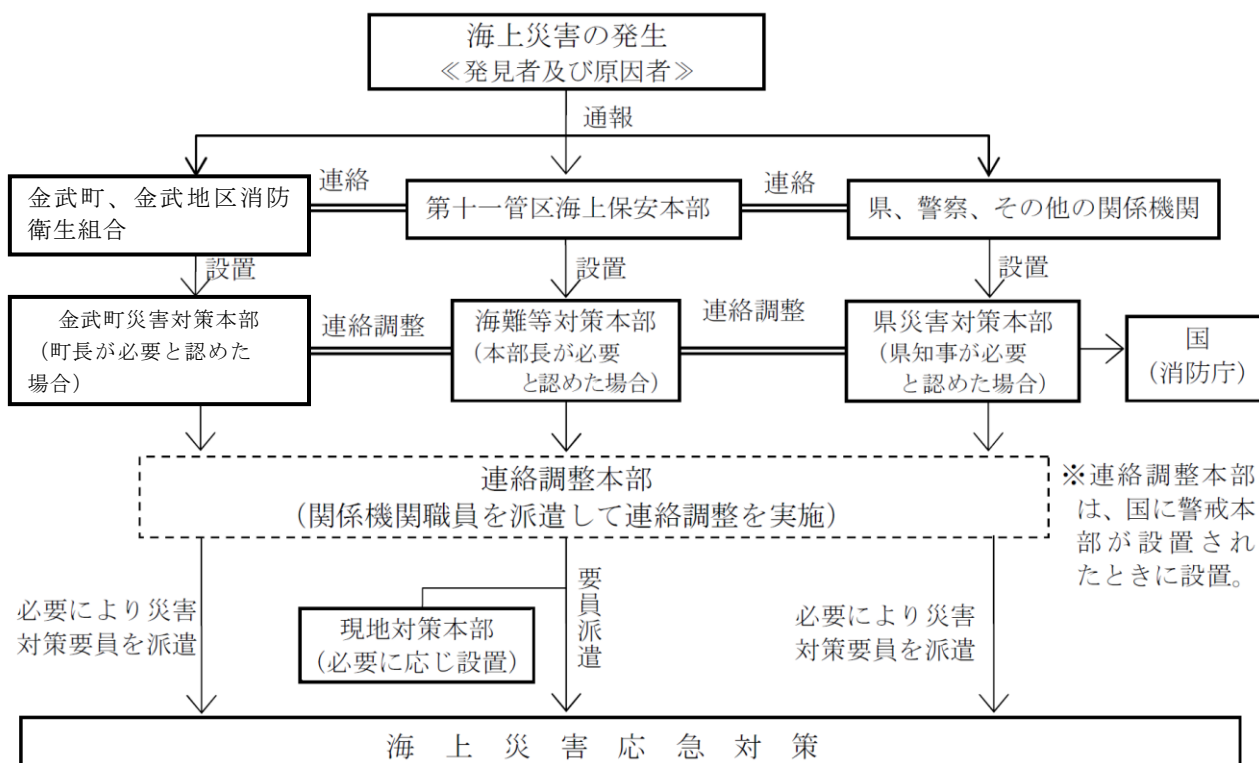 海上災害の発生
≪発見者及び原因者≫
通報
金武町、金武地区消防
衛生組合
連絡
第十一管区海上保安本部
連絡
県、警察、その他の関係機関
設置
設置
設置
金武町災害対策本部
（町長が必要と認めた
場合）
連絡調整
海難等対策本部
（本部長が必要
と認めた場合）
連絡調整
県災害対策本部
（県知事が必要
と認めた場合）
国
（消防庁）
連絡調整本部
（関係機関職員を派遣して連絡調整を実施）
※連絡調整本部
は、国に警戒本
部が設置され
たときに設置。
必要により災害
対策要員を派遣
現地対策本部
（必要に応じ設置）
要員派遣
必要により災害
対策要員を派遣
海上災害応急対策